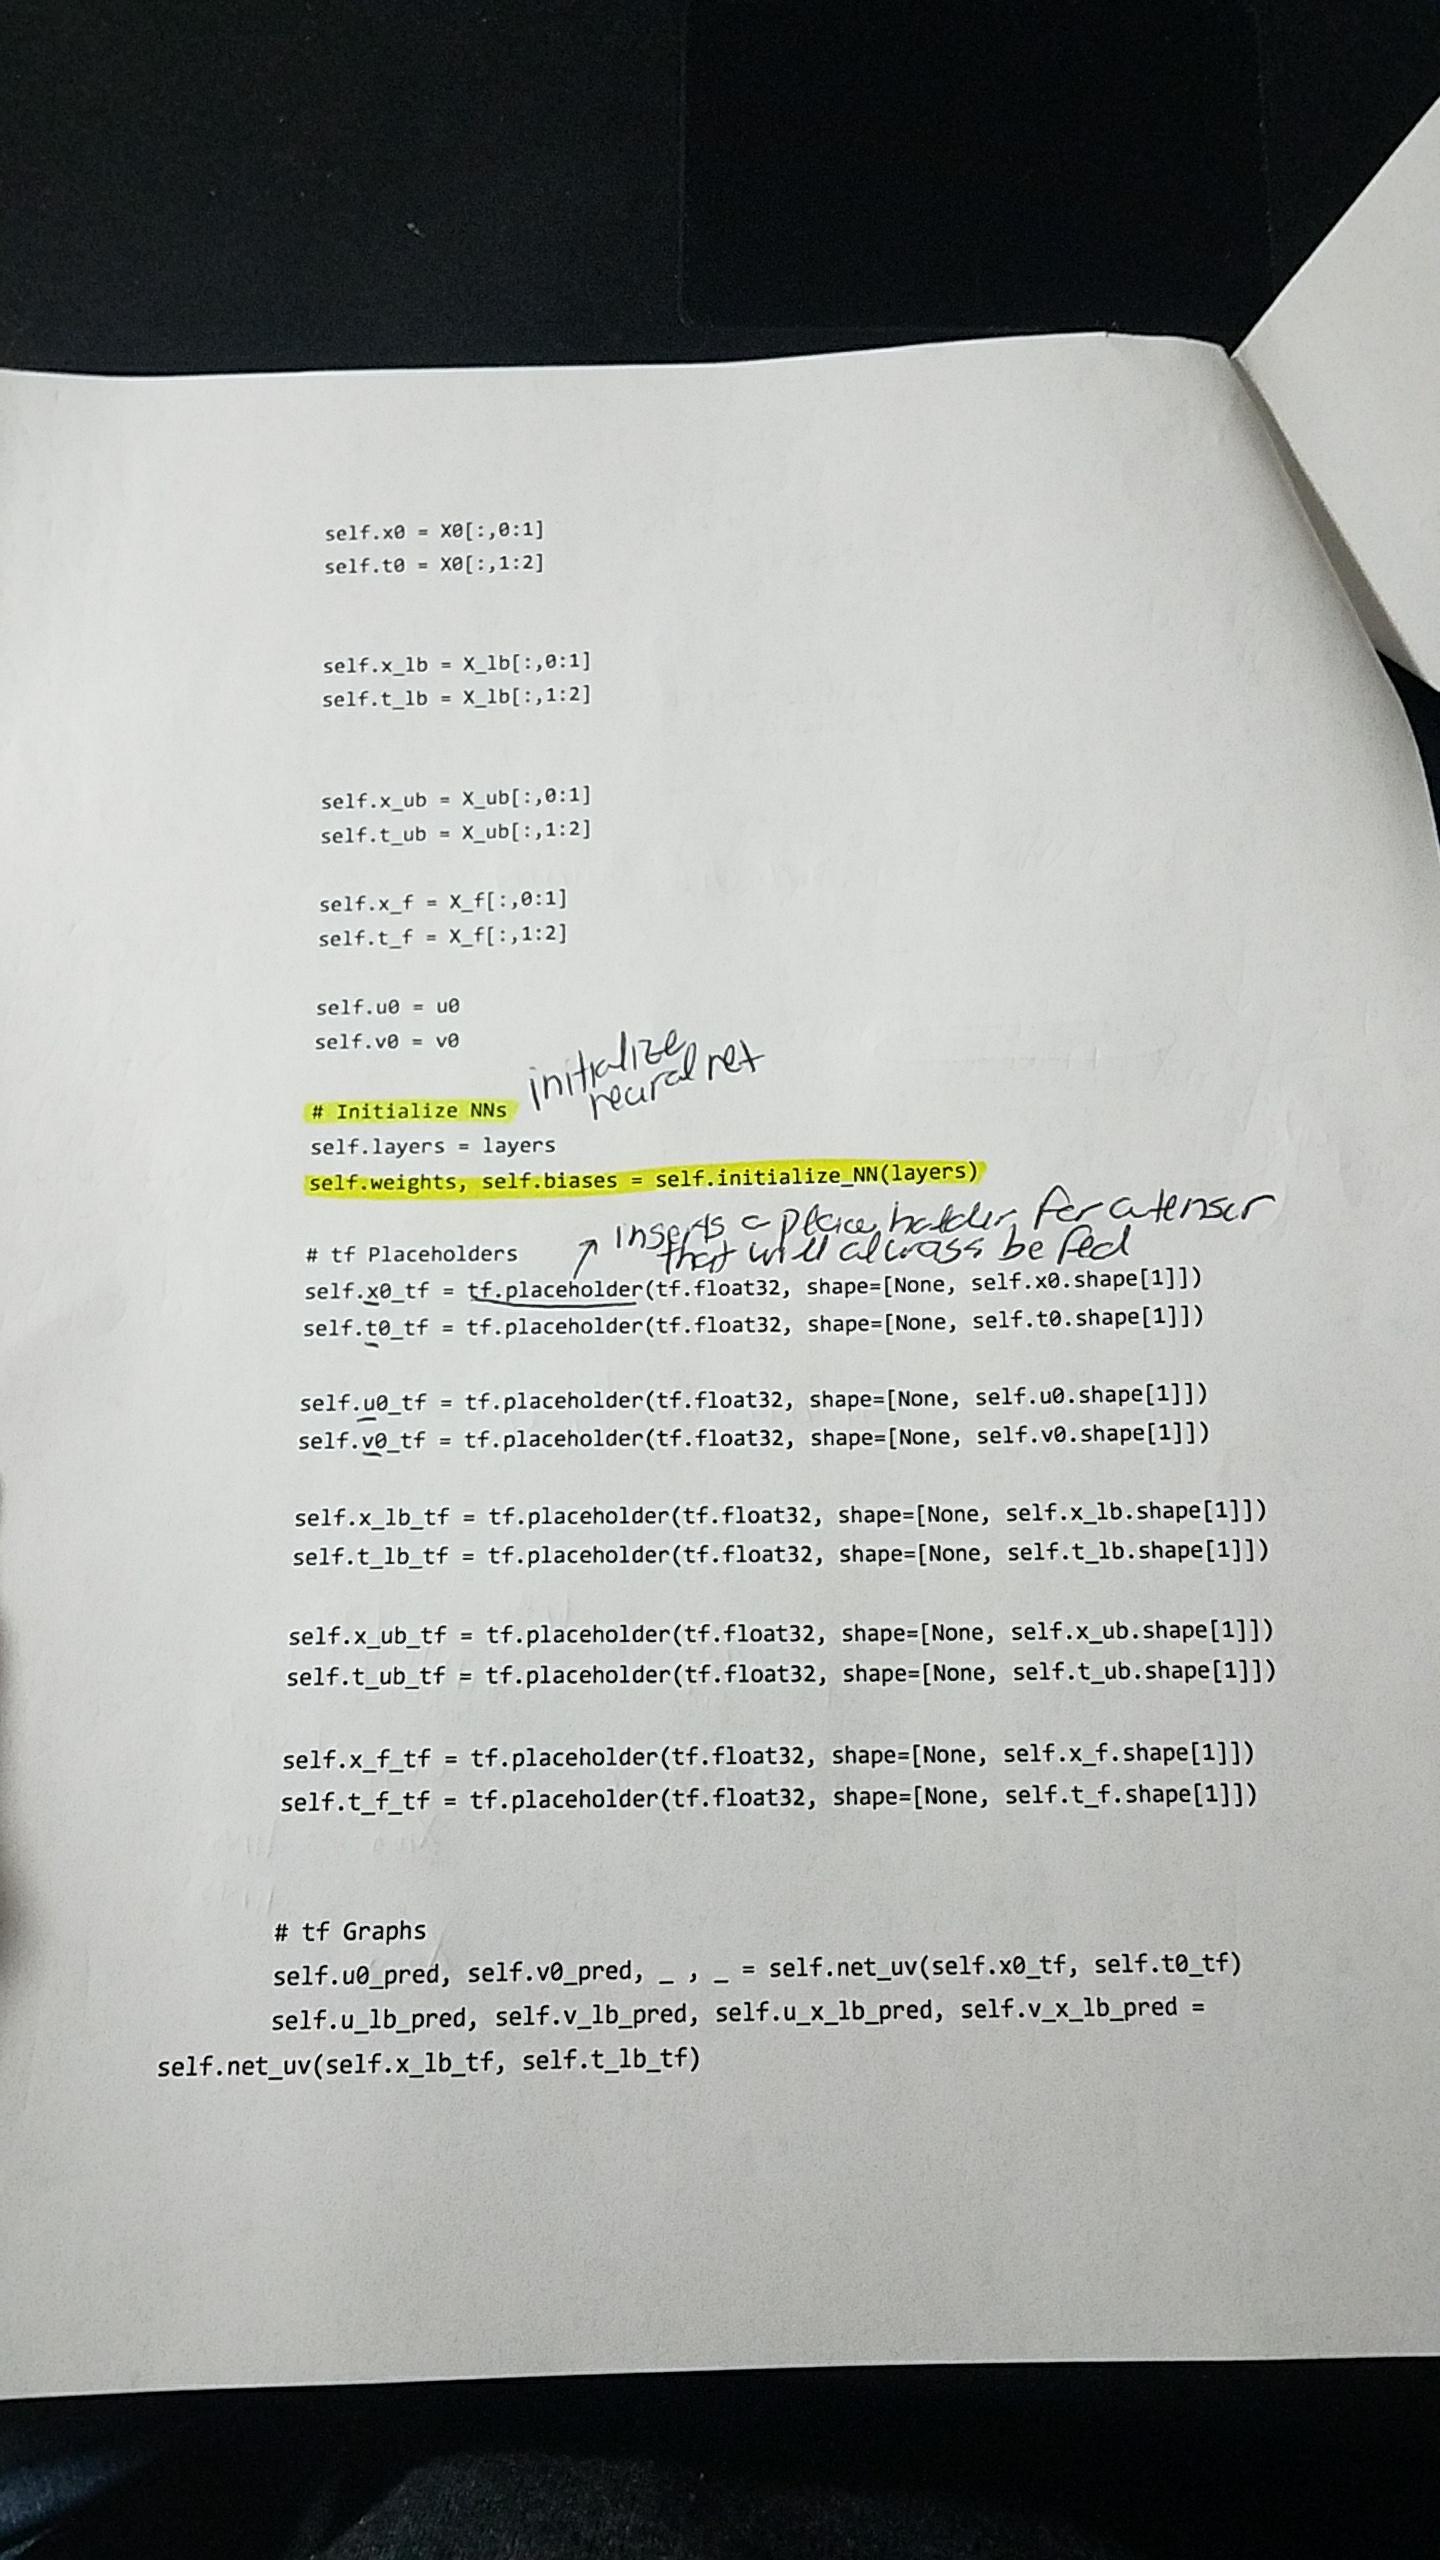 self.x0 = X0[:,0:1]
self.t0 = X0[:,1:2]
self.x_lb = X_lb[:,0:1]
self.t_lb = X_lb[:,1:2]
self.x_ub = X_ub[:,0:1]
self.t_ub = X_ub[:,1:2]
self.x_f = X_f[:,0:1]
self.t_f = X_f[:,1:2]
self.u0 = u0
self.v0 = v0
initialize
neural net
# Initialize NNs
self.layers = layers
self.weights, self.biases = self.initialize_NN(layers)
inserts a place holder for a tensor
that will always be fed
# tf Placeholders
self.x0_tf = tf.placeholder(tf.float32, shape=[None, self.x0.shape[1]])
self.t0_tf = tf.placeholder(tf.float32, shape=[None, self.t0.shape[1]])
self.u0_tf = tf.placeholder(tf.float32, shape=[None, self.u0.shape[1]])
self.v0_tf = tf.placeholder(tf.float32, shape=[None, self.v0.shape[1]])
self.x_lb_tf = tf.placeholder(tf.float32, shape=[None, self.x_lb.shape[1]])
self.t_lb_tf = tf.placeholder(tf.float32, shape=[None, self.t_lb.shape[1]])
self.x_ub_tf = tf.placeholder(tf.float32, shape=[None, self.x_ub.shape[1]])
self.t_ub_tf = tf.placeholder(tf.float32, shape=[None, self.t_ub.shape[1]])
self.x_f_tf = tf.placeholder(tf.float32, shape=[None, self.x_f.shape[1]])
self.t_f_tf = tf.placeholder(tf.float32, shape=[None, self.t_f.shape[1]])
# tf Graphs
self.u0_pred, self.v0_pred, _ , _ = self.net_uv(self.x0_tf, self.t0_tf)
self.u_lb_pred, self.v_lb_pred, self.u_x_lb_pred, self.v_x_lb_pred =
self.net_uv(self.x_lb_tf, self.t_lb_tf)